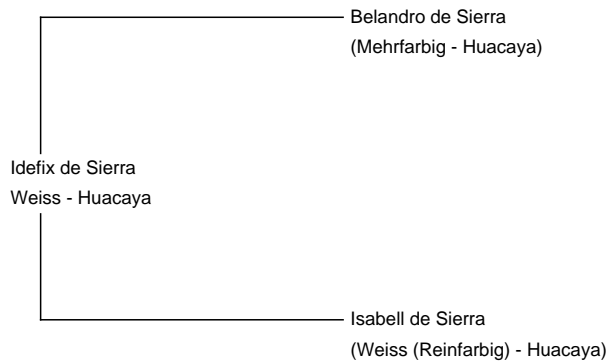 Belandro de Sierra
(Mehrfarbig - Huacaya)
Idefix de Sierra
Weiss - Huacaya
Isabell de Sierra
(Weiss (Reinfarbig) - Huacaya)